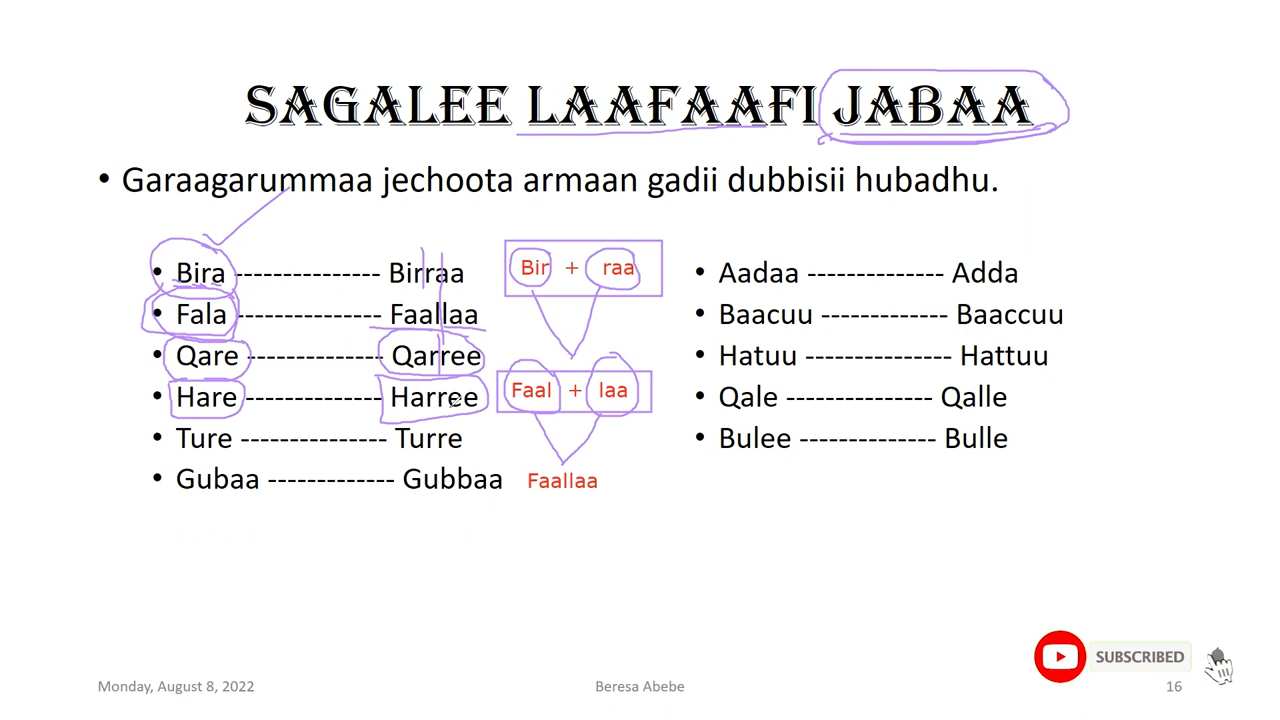 SAGALEE LAAFAAFI JABAA
• Garaagarummaa jechoota armaan gadii dubbisii hubadhu.
• Bira --------------- Birraa
• Fala --------------- Faallaa
• Qare --------------- Qarree
• Hare --------------- Harree
• Ture --------------- Turre
• Gubaa ------------- Gubbaa
Bir + raa
Faal + laa
Faallaa
• Aadaa -------------- Adda
• Baacuu ------------- Baaccuu
• Hatuu --------------- Hattuu
• Qale --------------- Qalle
• Bulee -------------- Bulle
SUBSCRIBED
Monday, August 8, 2022
Beresa Abebe
16